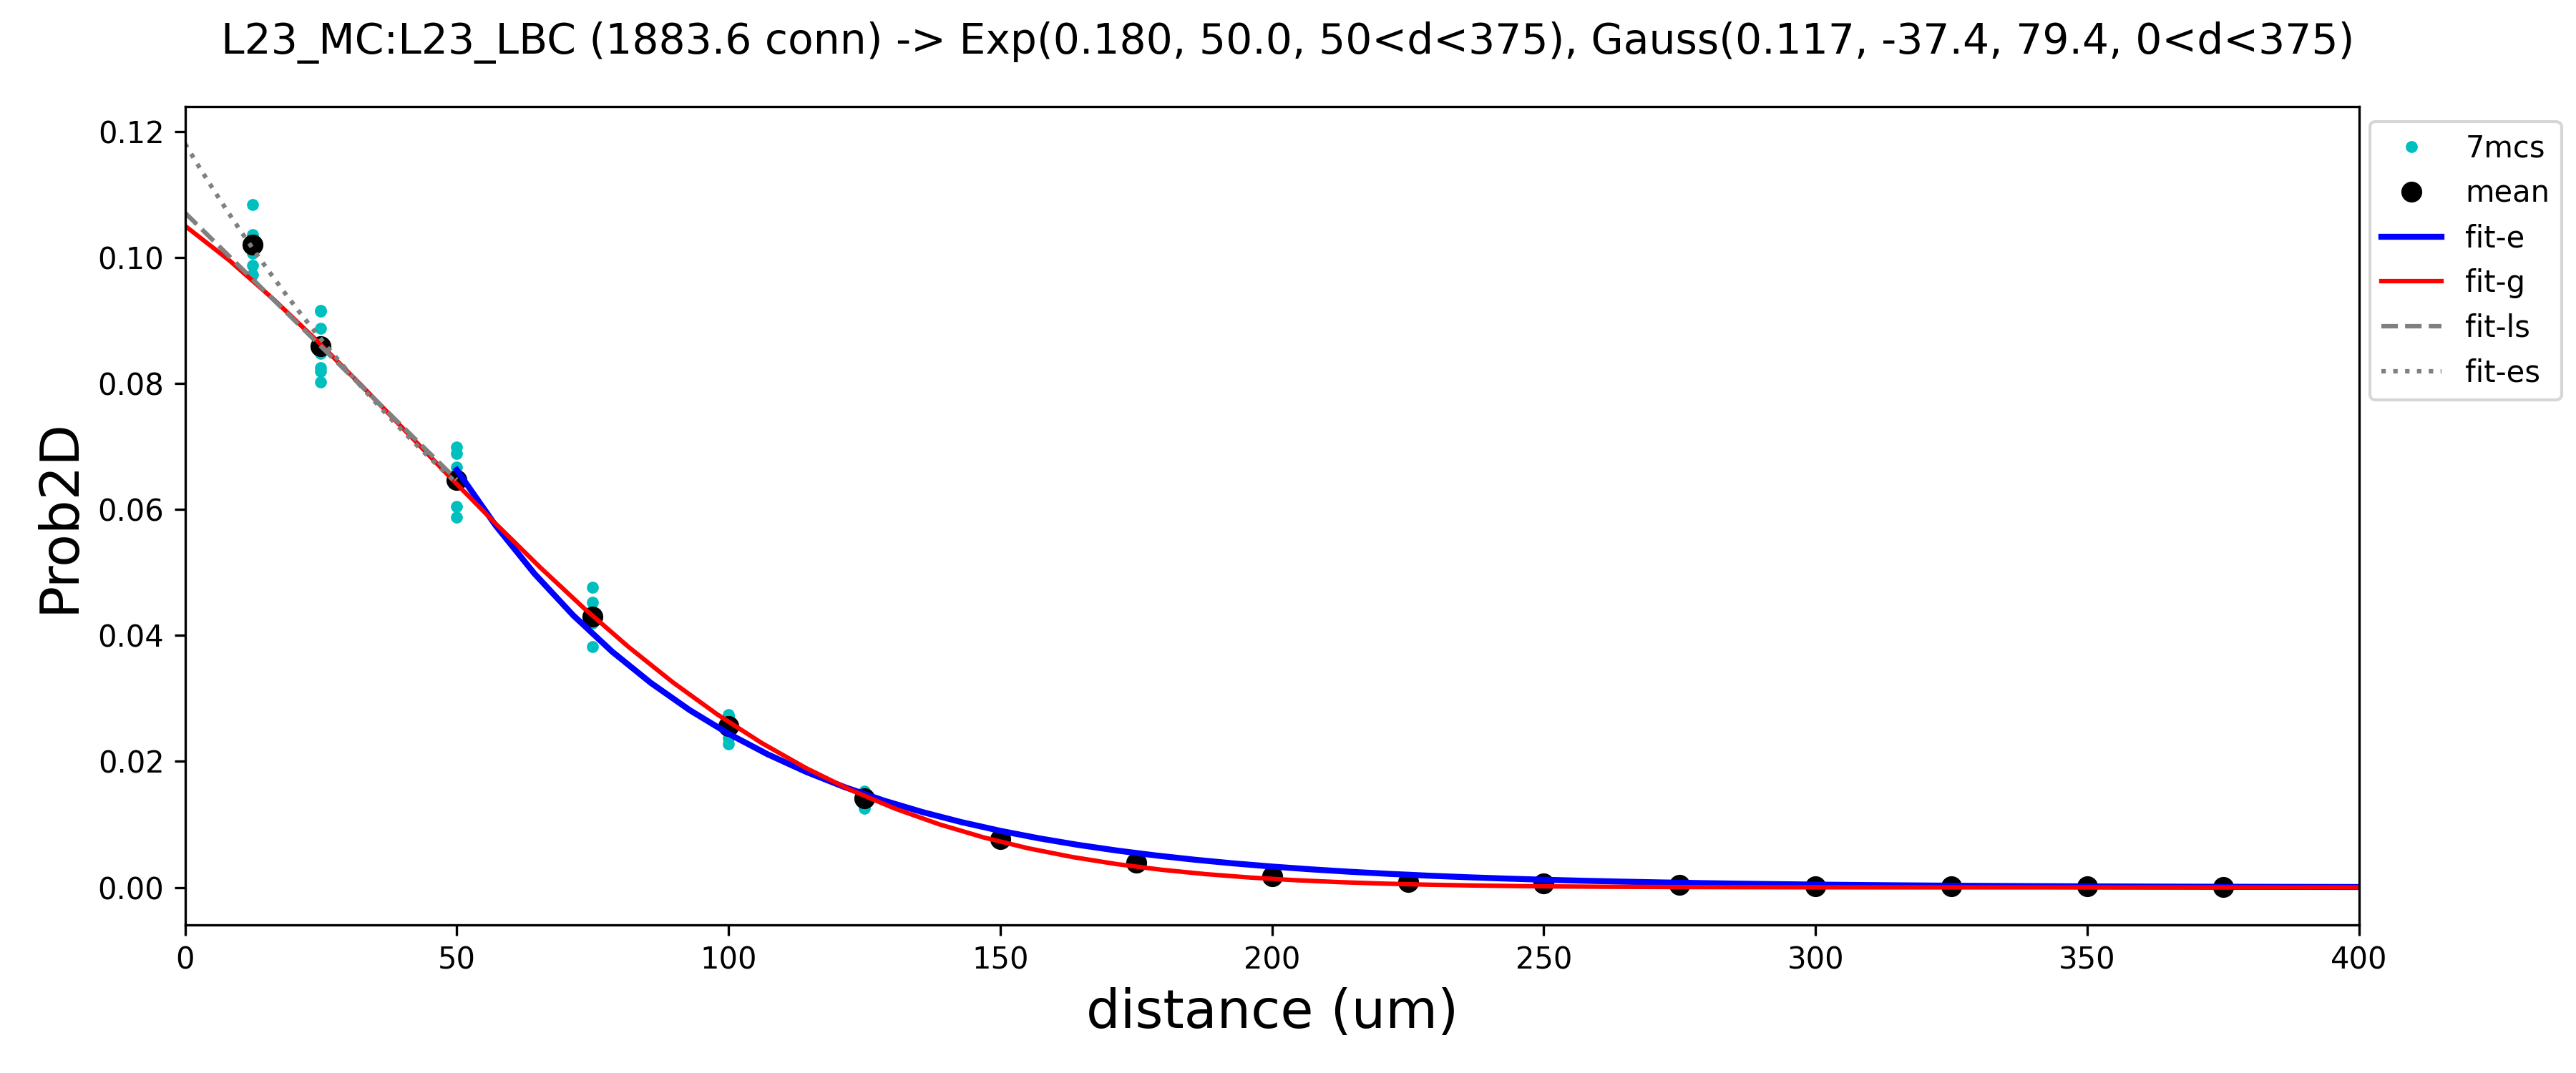 L23_MC:L23_LBC (1883.6 conn) -> Exp(0.180, 50.0, 50<d<375), Gauss(0.117, -37.4, 79.4, 0<d<375)
0.12
0.10
0.08
0.06
0.04
0.02
0.00
Prob2D
0 50 100 150 200 250 300 350 400
distance (um)
7mcs
mean
fit-e
fit-g
fit-ls
fit-es